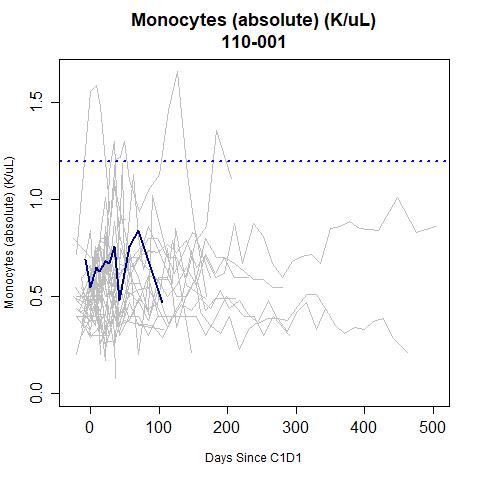 Monocytes (absolute) (K/uL)
110-001
Monocytes (absolute) (K/uL)
1.5
1.0
0.5
0.0
0 100 200 300 400 500
Days Since C1D1